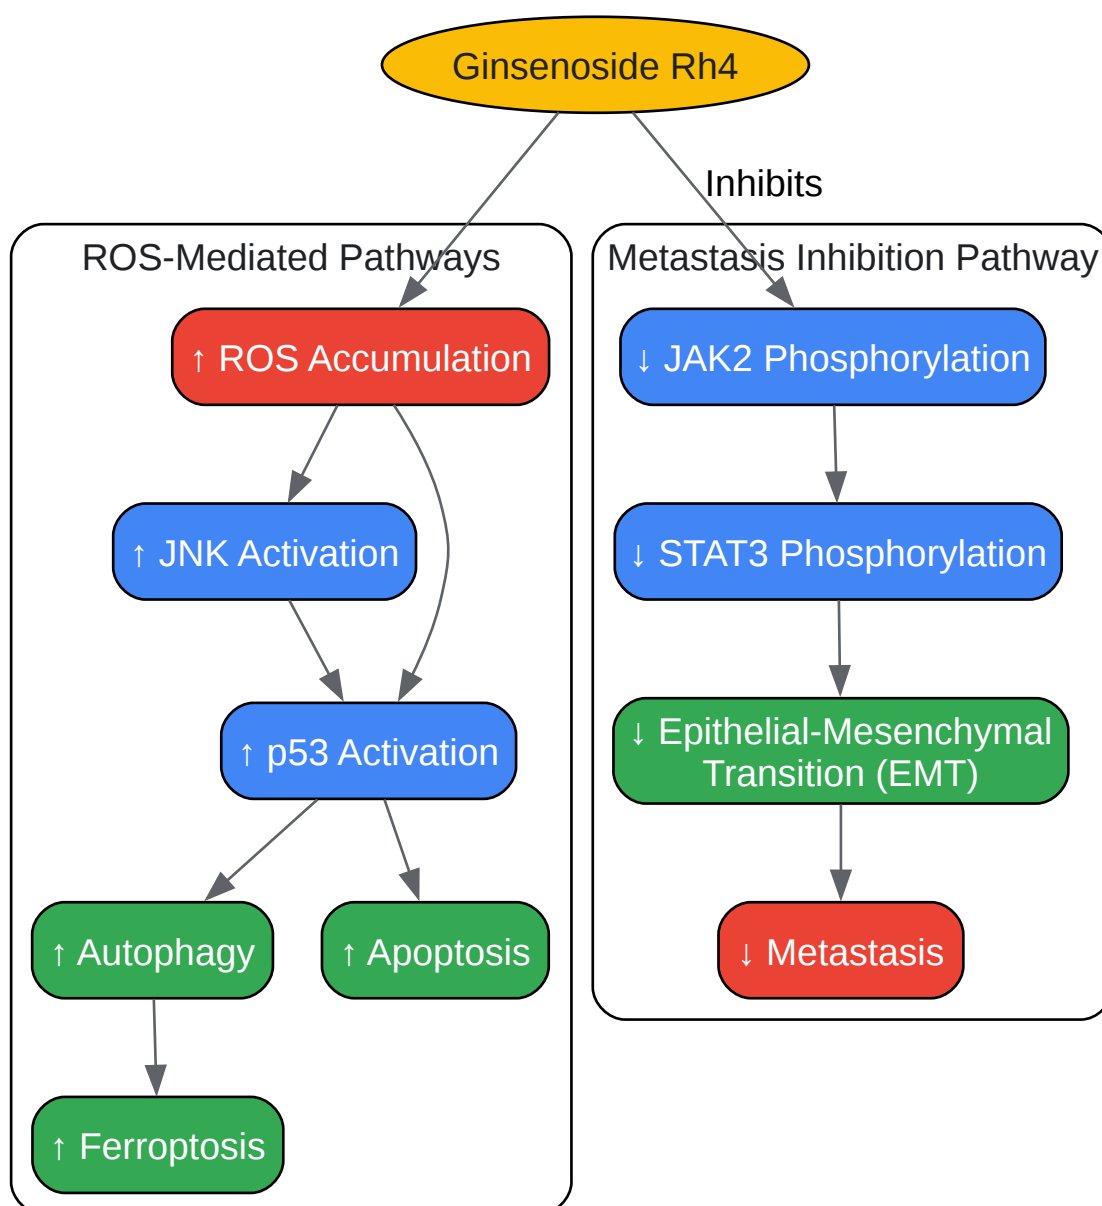 Ginsenoside Rh4
Inhibits
ROS-Mediated Pathways
↑ ROS Accumulation
↑ JNK Activation
↑ p53 Activation
↑ Autophagy
↑ Apoptosis
↑ Ferroptosis
Metastasis Inhibition Pathway
↓ JAK2 Phosphorylation
↓ STAT3 Phosphorylation
↓ Epithelial-Mesenchymal
Transition (EMT)
↓ Metastasis